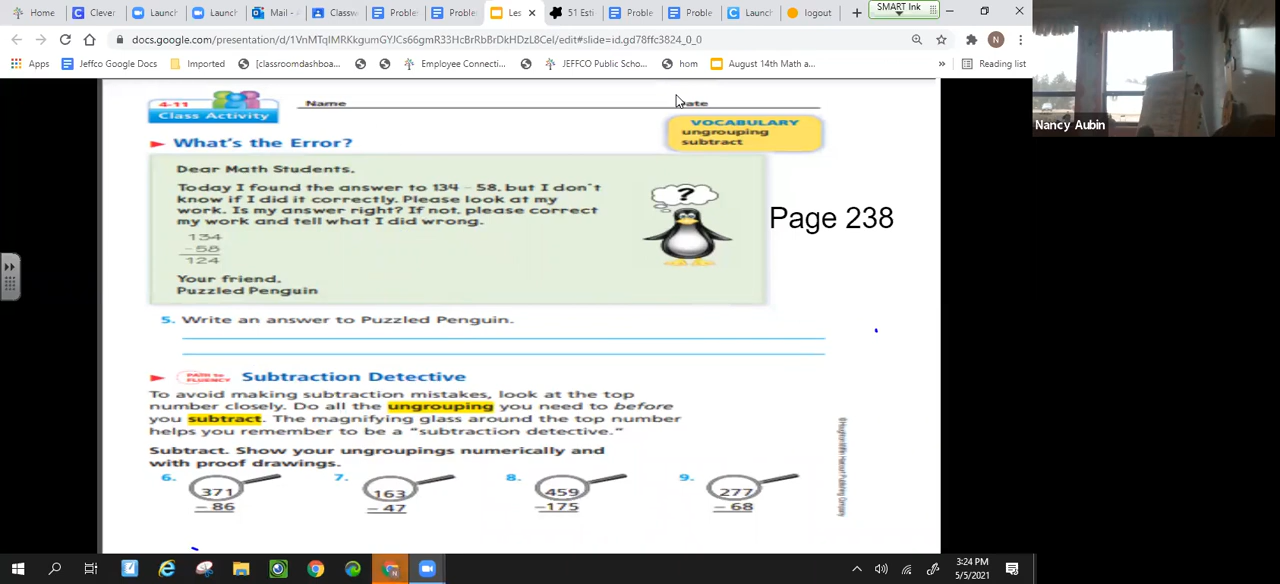 Home
Clever
Launch
Launch
Mail -
Classw
Problem
Problem
Les
51 Esti
Proble
Proble
Launch
logout
SMART Ink
docs.google.com/presentation/d/1VnMTqIMRKkgumGYJCs66gmR33HcBrRbBrDkHDzL8CeI/edit#slide=id.gd78ffc3824_0_0
Apps
Jeffco Google Docs
Imported
[classroomdashboa...
Employee Connecti...
JEFFCO Public Scho...
hom
August 14th Math a...
Reading list
4-11
Class Activity
Name
Date
VOCABULARY
ungrouping
subtract
What's the Error?
Dear Math Students,
Today I found the answer to 134 – 58, but I don't
know if I did it correctly. Please look at my
work. Is my answer right? If not, please correct
my work and tell what I did wrong.
134
– 58
124
Your friend,
Puzzled Penguin
?
Page 238
5. Write an answer to Puzzled Penguin.
PATH to FLUENCY Subtraction Detective
To avoid making subtraction mistakes, look at the top
number closely. Do all the ungrouping you need to before
you subtract. The magnifying glass around the top number
helps you remember to be a "subtraction detective."
Subtract. Show your ungroupings numerically and
with proof drawings.
6. 7. 8. 9.
371 163 459 277
– 86 – 47 –175 – 68
Nancy Aubin
3:24 PM
5/5/2021